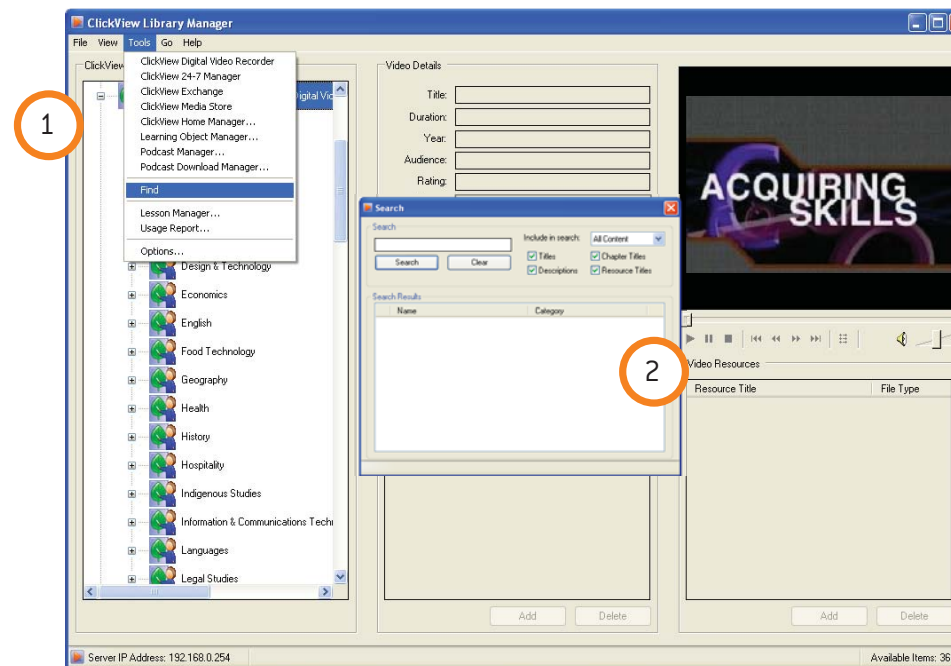 ClickView Library Manager
File View Tools Go Help
ClickView
ClickView Digital Video Recorder
ClickView 24-7 Manager
ClickView Exchange
ClickView Media Store
ClickView Home Manager...
Learning Object Manager...
Podcast Manager...
Podcast Download Manager...
Find
Lesson Manager...
Usage Report...
Options...
1
Digital Vid
Design & Technology
Economics
English
Food Technology
Geography
Health
History
Hospitality
Indigenous Studies
Information & Communications Techn
Languages
Legal Studies
Video Details
Title:
Duration:
Year:
Audience:
Rating:
Search
Search
Include in search: All Content
Search Clear
Titles Chapter Titles
Descriptions Resource Titles
Search Results
Name Category
2
ACQUIRING
SKILLS
Video Resources
Resource Title File Type
Add Delete
Add Delete
Server IP Address: 192.168.0.254
Available Items: 36